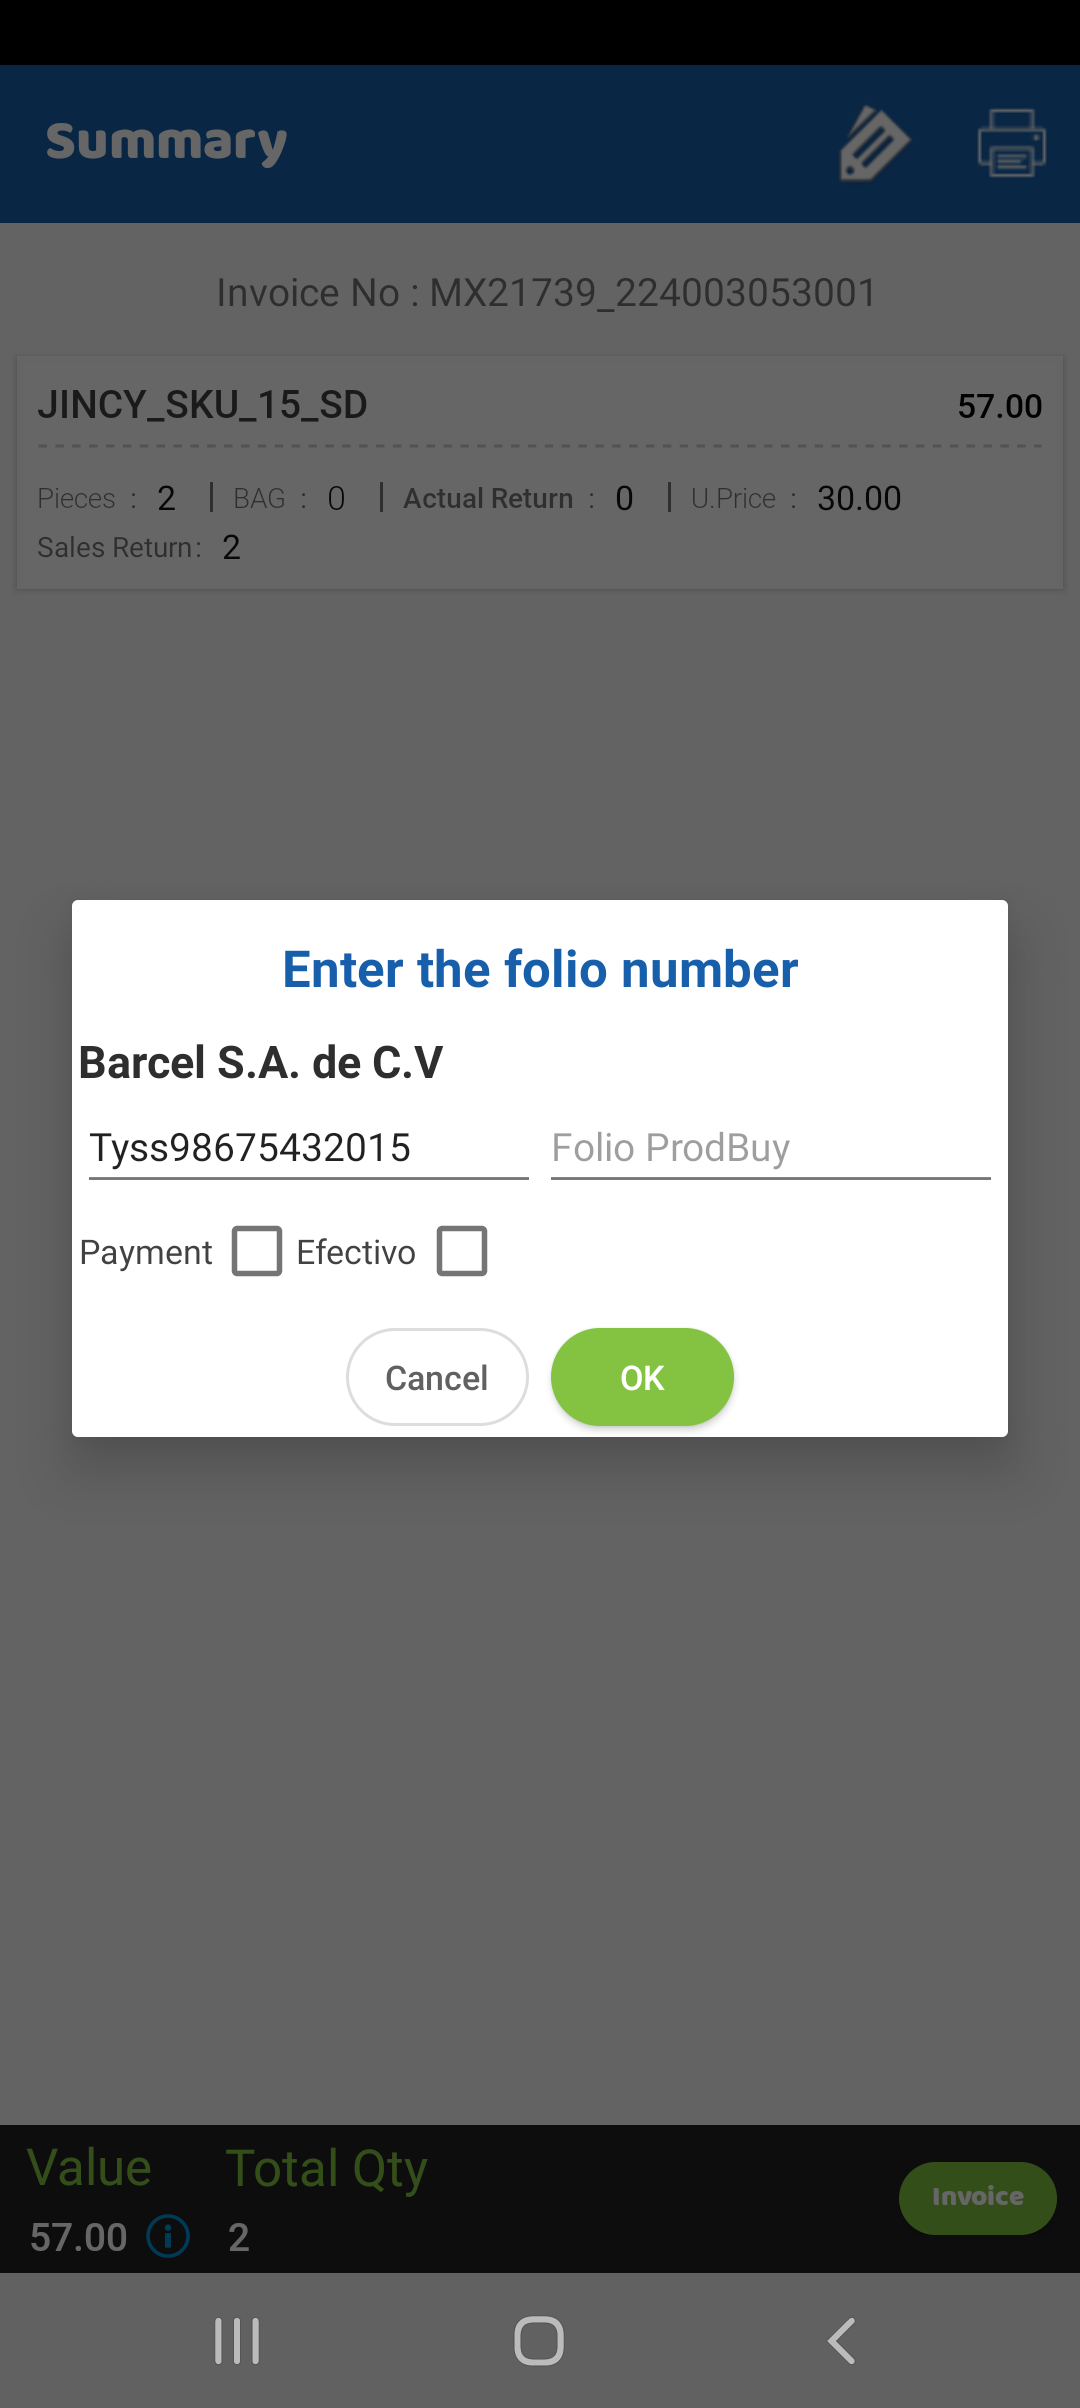 Summary
Invoice No : MX21739_224003053001
JINCY_SKU_15_SD 57.00
Pieces : 2 | BAG : 0 | Actual Return : 0 | U.Price : 30.00
Sales Return: 2
Enter the folio number
Barcel S.A. de C.V
Tyss98675432015 Folio ProdBuy
Payment Efectivo
Cancel OK
Value Total Qty
Invoice
57.00 2